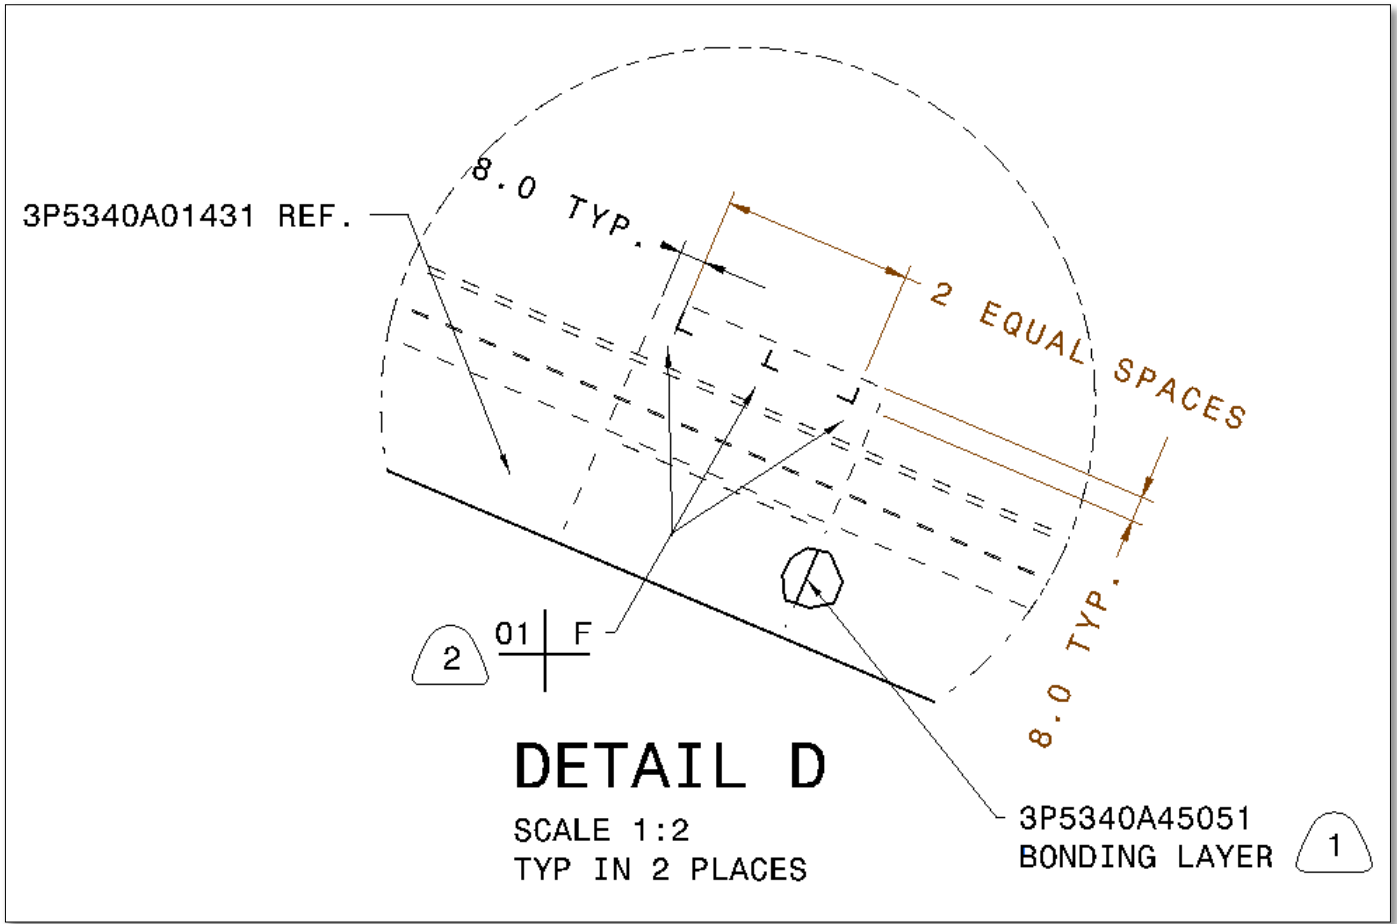 8.0 TYP.
3P5340A01431 REF.
2 EQUAL SPACES
8.0 TYP.
2
01 F
DETAIL D
SCALE 1:2
TYP IN 2 PLACES
3P5340A45051
BONDING LAYER
1